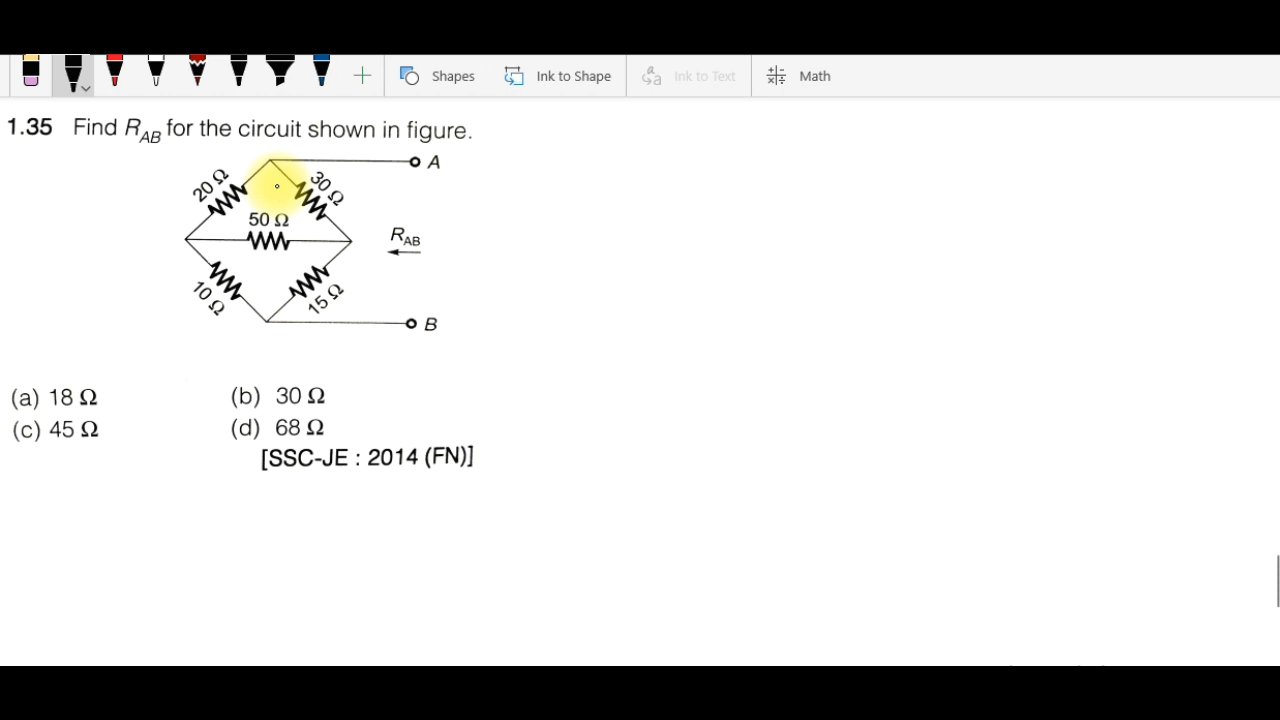 Shapes Ink to Shape Ink to Text Math
1.35 Find R_AB for the circuit shown in figure.
A
20 Ω 30 Ω
50 Ω
R_AB
10 Ω 15 Ω
B
(a) 18 Ω (b) 30 Ω
(c) 45 Ω (d) 68 Ω
[SSC-JE : 2014 (FN)]